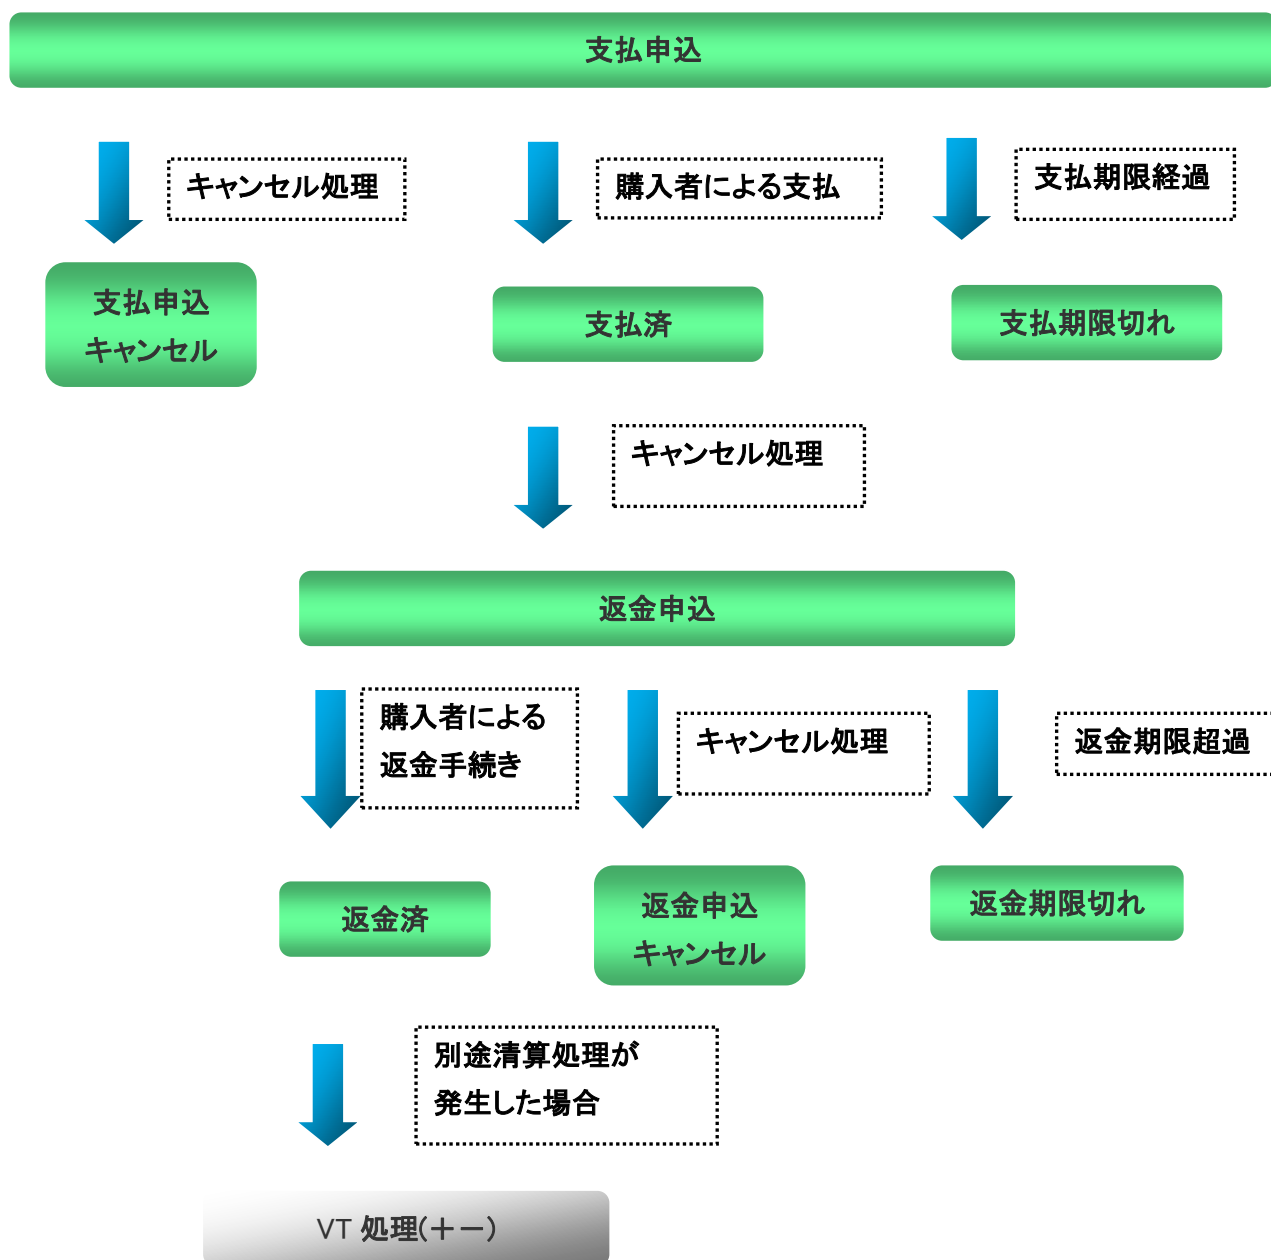 支払申込
キャンセル処理
購入者による支払
支払期限経過
支払申込
キャンセル
支払済
支払期限切れ
キャンセル処理
返金申込
購入者による
返金手続き
キャンセル処理
返金期限超過
返金済
返金申込
キャンセル
返金期限切れ
別途清算処理が
発生した場合
VT 処理(＋－)